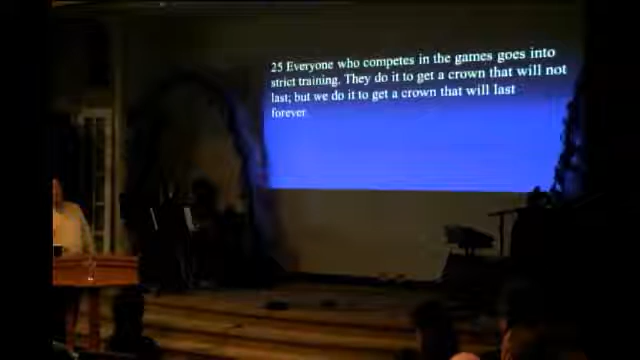 25 Everyone who competes in the games goes into
strict training. They do it to get a crown that will not
last; but we do it to get a crown that will last
forever